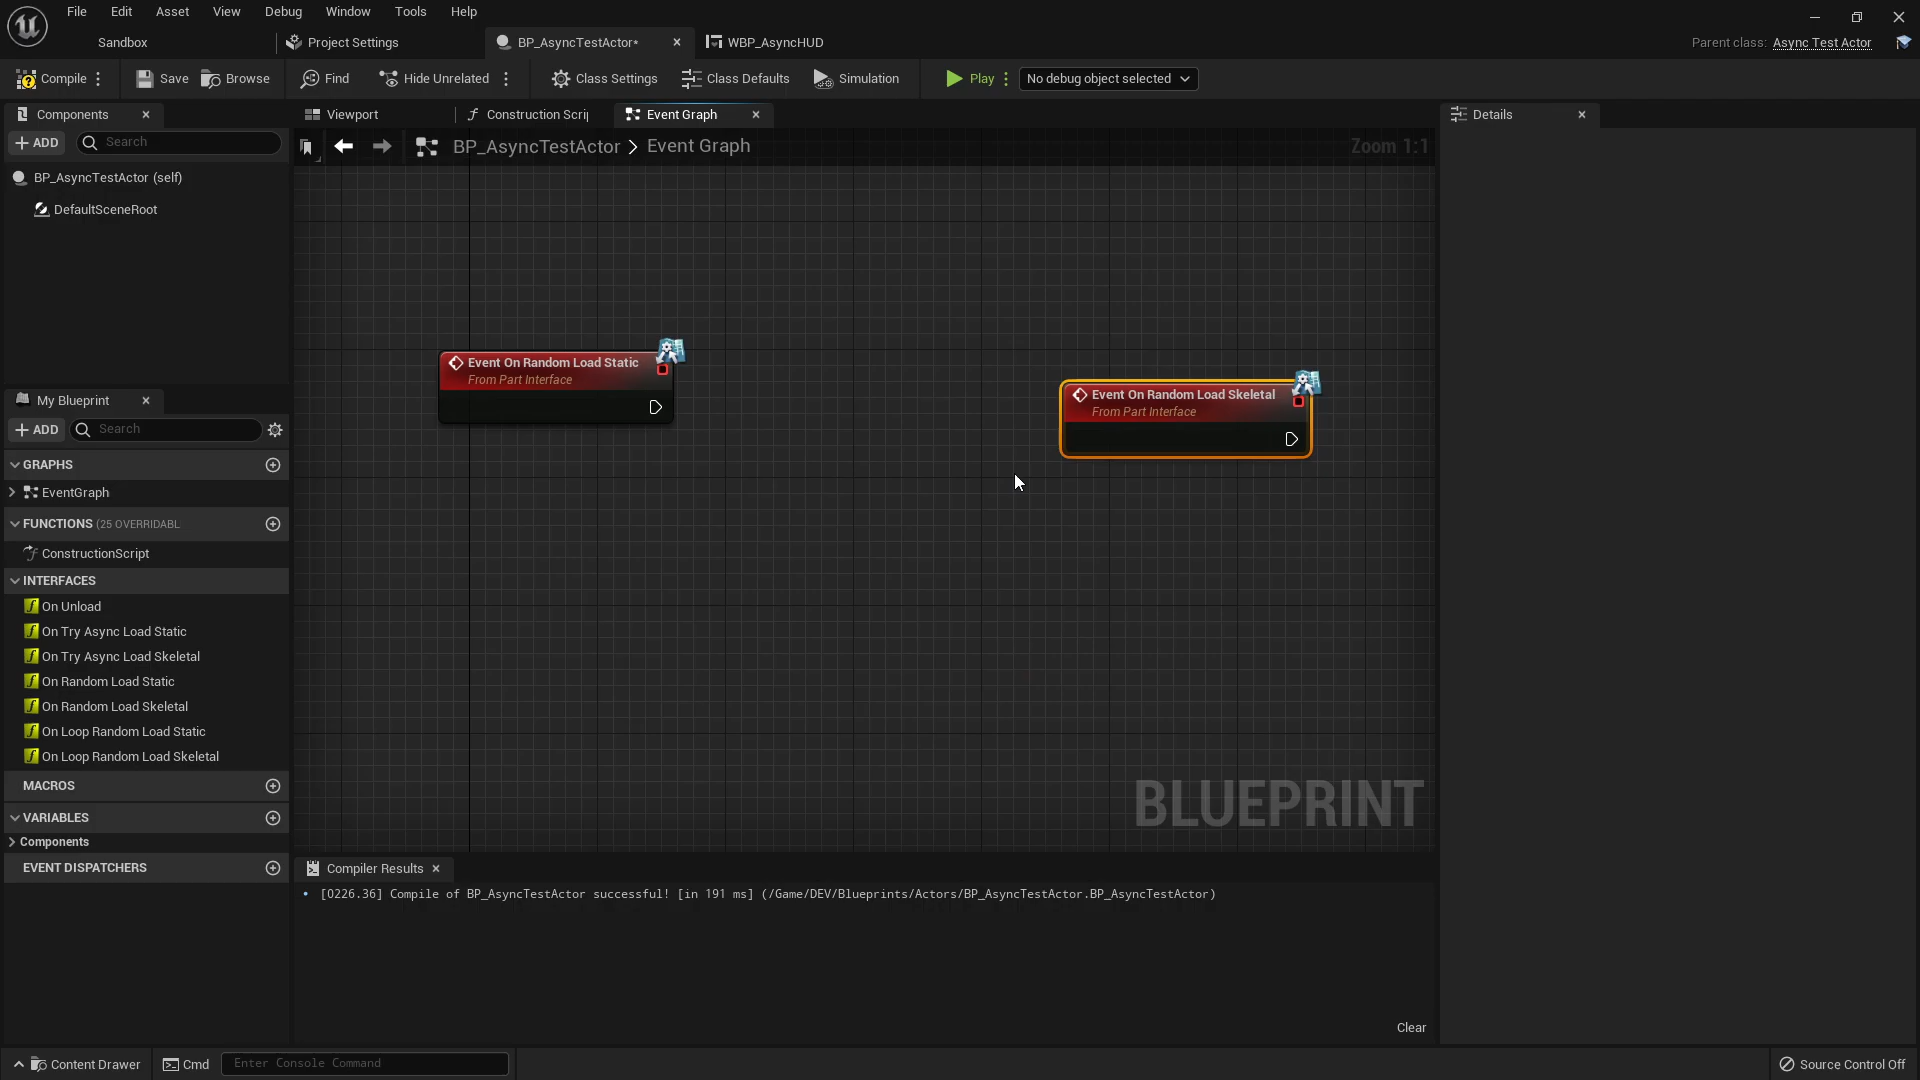 File Edit Asset View Debug Window Tools Help
Sandbox Project Settings BP_AsyncTestActor* WBP_AsyncHUD Parent class: Async Test Actor
Compile Save Browse Find Hide Unrelated Class Settings Class Defaults Simulation Play No debug object selected
Components Viewport Construction Scri Event Graph Details
ADD Search
BP_AsyncTestActor > Event Graph Zoom 1:1
BP_AsyncTestActor (self)
DefaultSceneRoot
Event On Random Load Static
From Part Interface
Event On Random Load Skeletal
From Part Interface
My Blueprint
ADD Search
GRAPHS
EventGraph
FUNCTIONS (25 OVERRIDABL
ConstructionScript
INTERFACES
On Unload
On Try Async Load Static
On Try Async Load Skeletal
On Random Load Static
On Random Load Skeletal
On Loop Random Load Static
On Loop Random Load Skeletal
MACROS
VARIABLES
Components
EVENT DISPATCHERS
BLUEPRINT
Compiler Results
[0226.36] Compile of BP_AsyncTestActor successful! [in 191 ms] (/Game/DEV/Blueprints/Actors/BP_AsyncTestActor.BP_AsyncTestActor)
Clear
Content Drawer Cmd Enter Console Command Source Control Off